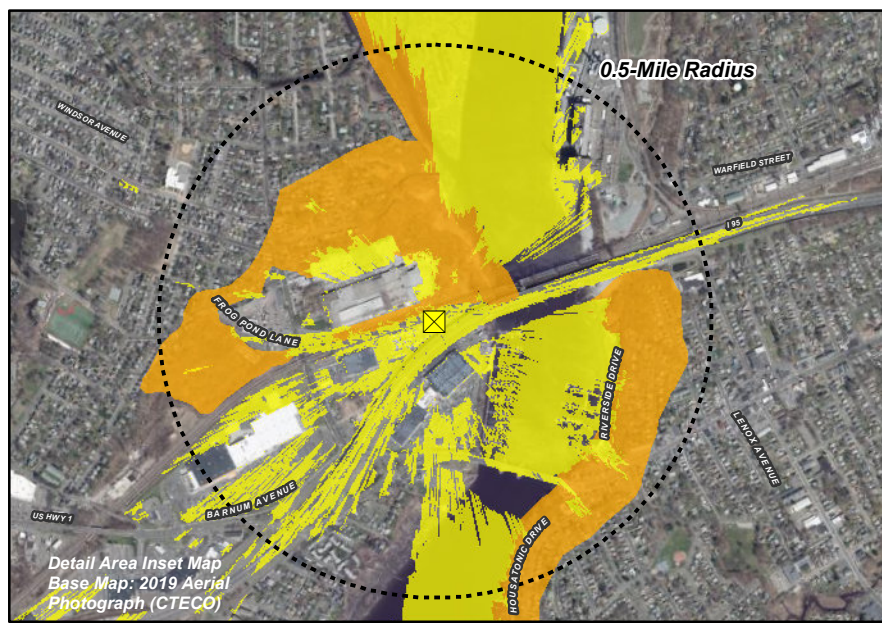 0.5-Mile Radius
WINDSOR AVENUE
WARFIELD STREET
I 95
FROG POND LANE
RIVERSIDE DRIVE
LENOX AVENUE
BARNUM AVENUE
US HWY 1
HOUSATONIC DRIVE
Detail Area Inset Map
Base Map: 2019 Aerial
Photograph (CTECO)